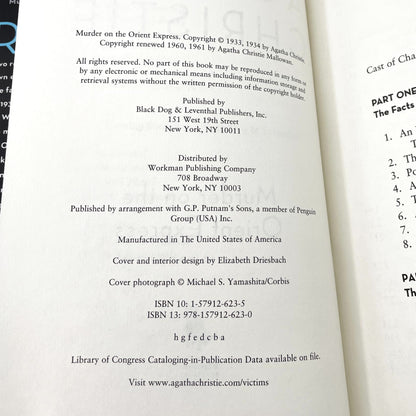 Murder on the Orient Express. Copyright © 1933, 1934 by Agatha Christie,
Copyright renewed 1960, 1961 by Agatha Christie Mallowan.
All rights reserved. No part of this book may be reproduced in any form or
by any electronic or mechanical means including information storage and
retrieval systems without the written permission of the copyright holder.
Published by
Black Dog & Leventhal Publishers, Inc.
151 West 19th Street
New York, NY 10011
Distributed by
Workman Publishing Company
708 Broadway
New York, NY 10003
Published by arrangement with G.P. Putnam's Sons, a member of Penguin
Group (USA) Inc.
Manufactured in The United States of America
Cover and interior design by Elizabeth Driesbach
Cover photograph © Michael S. Yamashita/Corbis
ISBN 10: 1-57912-623-5
ISBN 13: 978-157912-623-0
h g f e d c b a
Library of Congress Cataloging-in-Publication Data available on file.
Visit www.agathachristie.com/victims
Cast of Cha
PART ONE
The Facts
1. An
T
2. Th
3. Po
4. A
5. T
6.
7.
8.
PA
Th